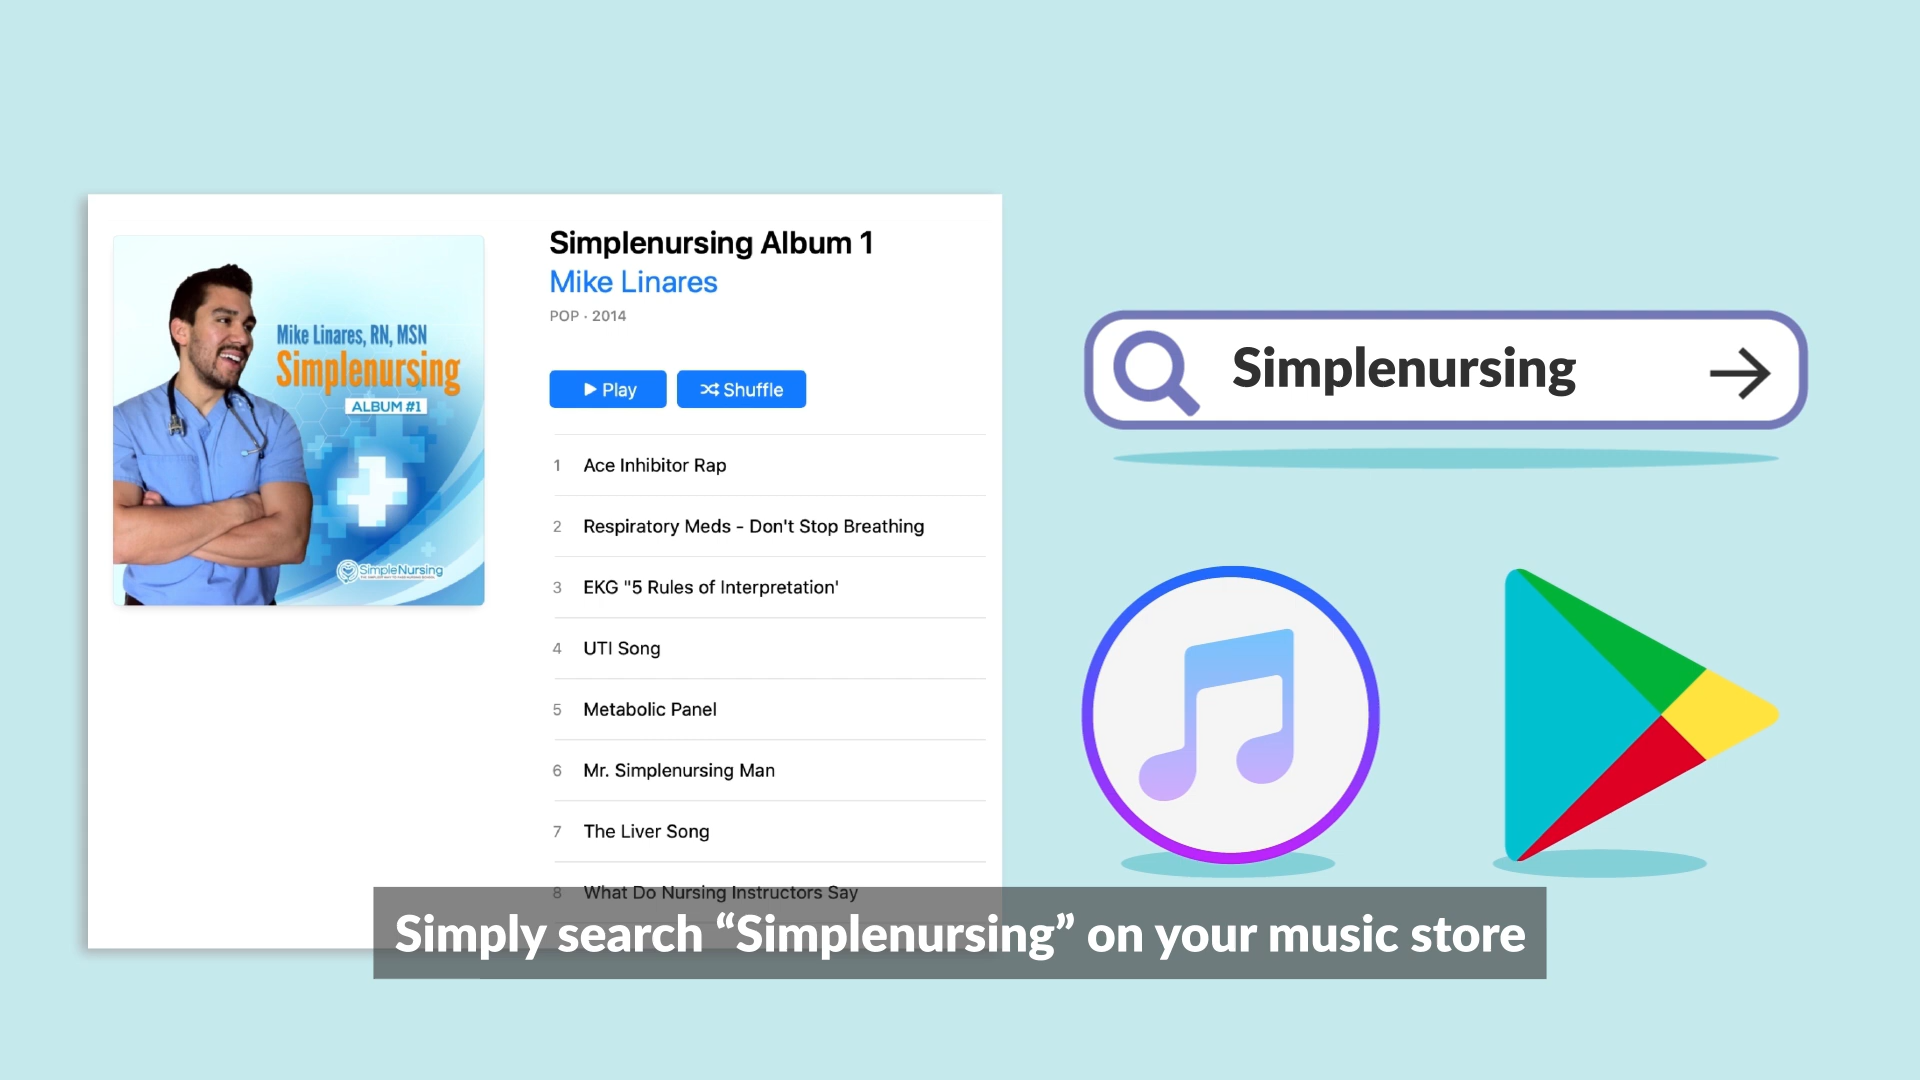 Mike Linares, RN, MSN
Simplenursing
ALBUM #1
SimpleNursing
Simplenursing Album 1
Mike Linares
POP · 2014
Play
Shuffle
1 Ace Inhibitor Rap
2 Respiratory Meds - Don't Stop Breathing
3 EKG "5 Rules of Interpretation'
4 UTI Song
5 Metabolic Panel
6 Mr. Simplenursing Man
7 The Liver Song
8 What Do Nursing Instructors Say
Simplenursing
Simply search “Simplenursing” on your music store